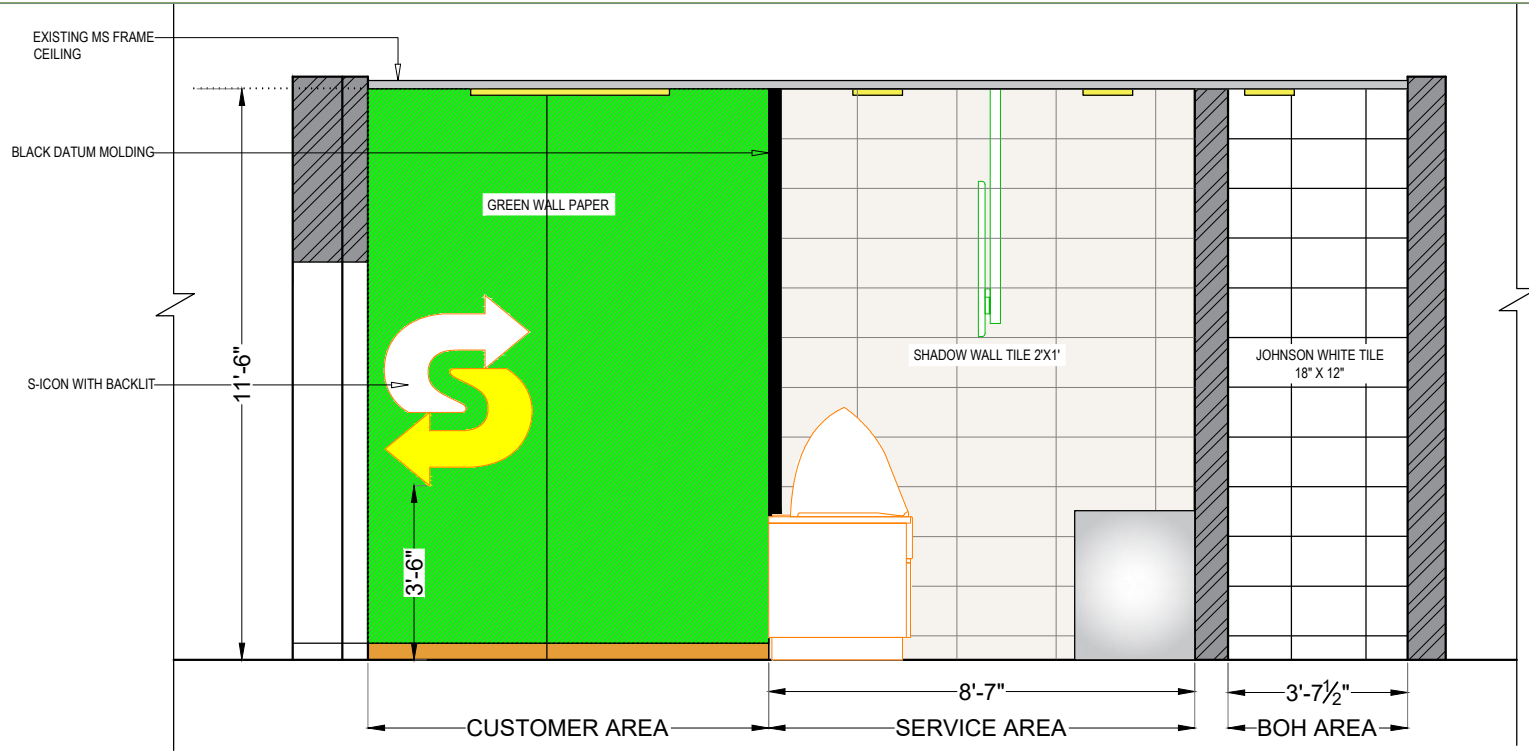 EXISTING MS FRAME
CEILING
BLACK DATUM MOLDING
GREEN WALL PAPER
SHADOW WALL TILE 2'X1'
JOHNSON WHITE TILE
18" X 12"
S-ICON WITH BACKLIT
11'-6"
3'-6"
8'-7"
3'-7½"
CUSTOMER AREA
SERVICE AREA
BOH AREA